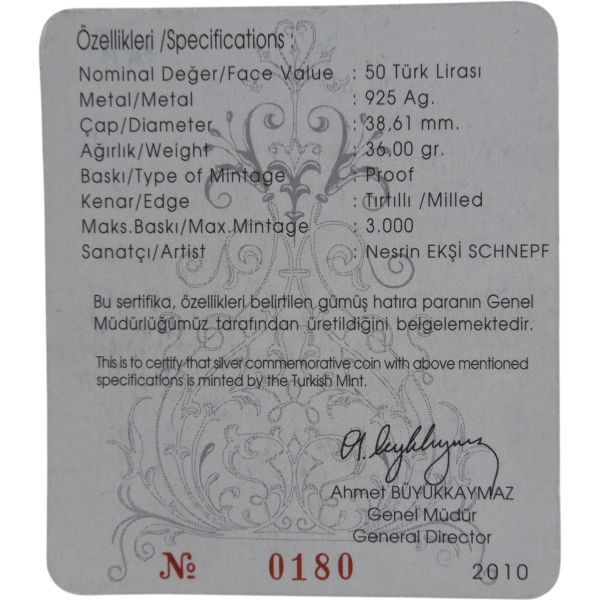 Özellikleri /Specifications :
Nominal Değer/Face Value : 50 Türk Lirası
Metal/Metal : 925 Ag.
Çap/Diameter : 38,61 mm.
Ağırlık/Weight : 36,00 gr.
Baskı/Type of Mintage : Proof
Kenar/Edge : Tırtıllı /Milled
Maks.Baskı/Max.Mintage : 3.000
Sanatçı/Artist : Nesrin EKŞİ SCHNEPF
Bu sertifika, özellikleri belirtilen gümüş hatıra paranın Genel
Müdürlüğümüz tarafından üretildiğini belgelemektedir.
This is to certify that silver commemorative coin with above mentioned
specifications is minted by the Turkish Mint.
Ahmet BÜYÜKKAYMAZ
Genel Müdür
General Director
№ 0180 2010